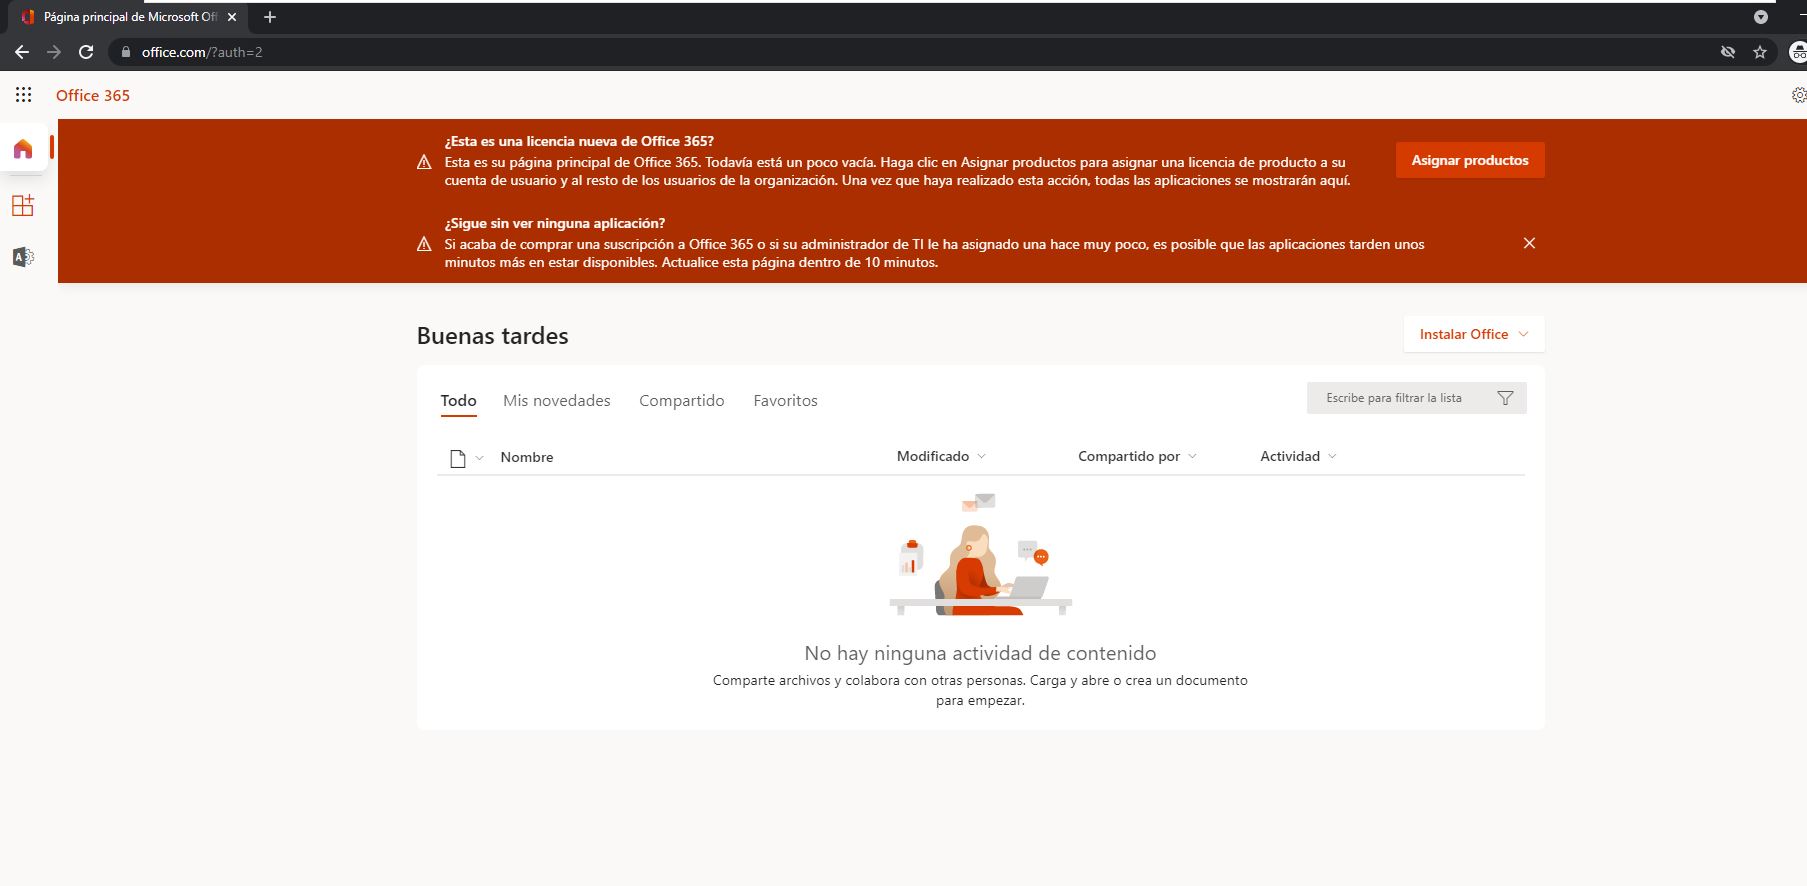 Página principal de Microsoft Off
office.com/?auth=2
Office 365
¿Esta es una licencia nueva de Office 365?
Esta es su página principal de Office 365. Todavía está un poco vacía. Haga clic en Asignar productos para asignar una licencia de producto a su
cuenta de usuario y al resto de los usuarios de la organización. Una vez que haya realizado esta acción, todas las aplicaciones se mostrarán aquí.
Asignar productos
¿Sigue sin ver ninguna aplicación?
Si acaba de comprar una suscripción a Office 365 o si su administrador de TI le ha asignado una hace muy poco, es posible que las aplicaciones tarden unos
minutos más en estar disponibles. Actualice esta página dentro de 10 minutos.
A
Buenas tardes
Instalar Office
Todo Mis novedades Compartido Favoritos
Escribe para filtrar la lista
Nombre Modificado Compartido por Actividad
No hay ninguna actividad de contenido
Comparte archivos y colabora con otras personas. Carga y abre o crea un documento
para empezar.